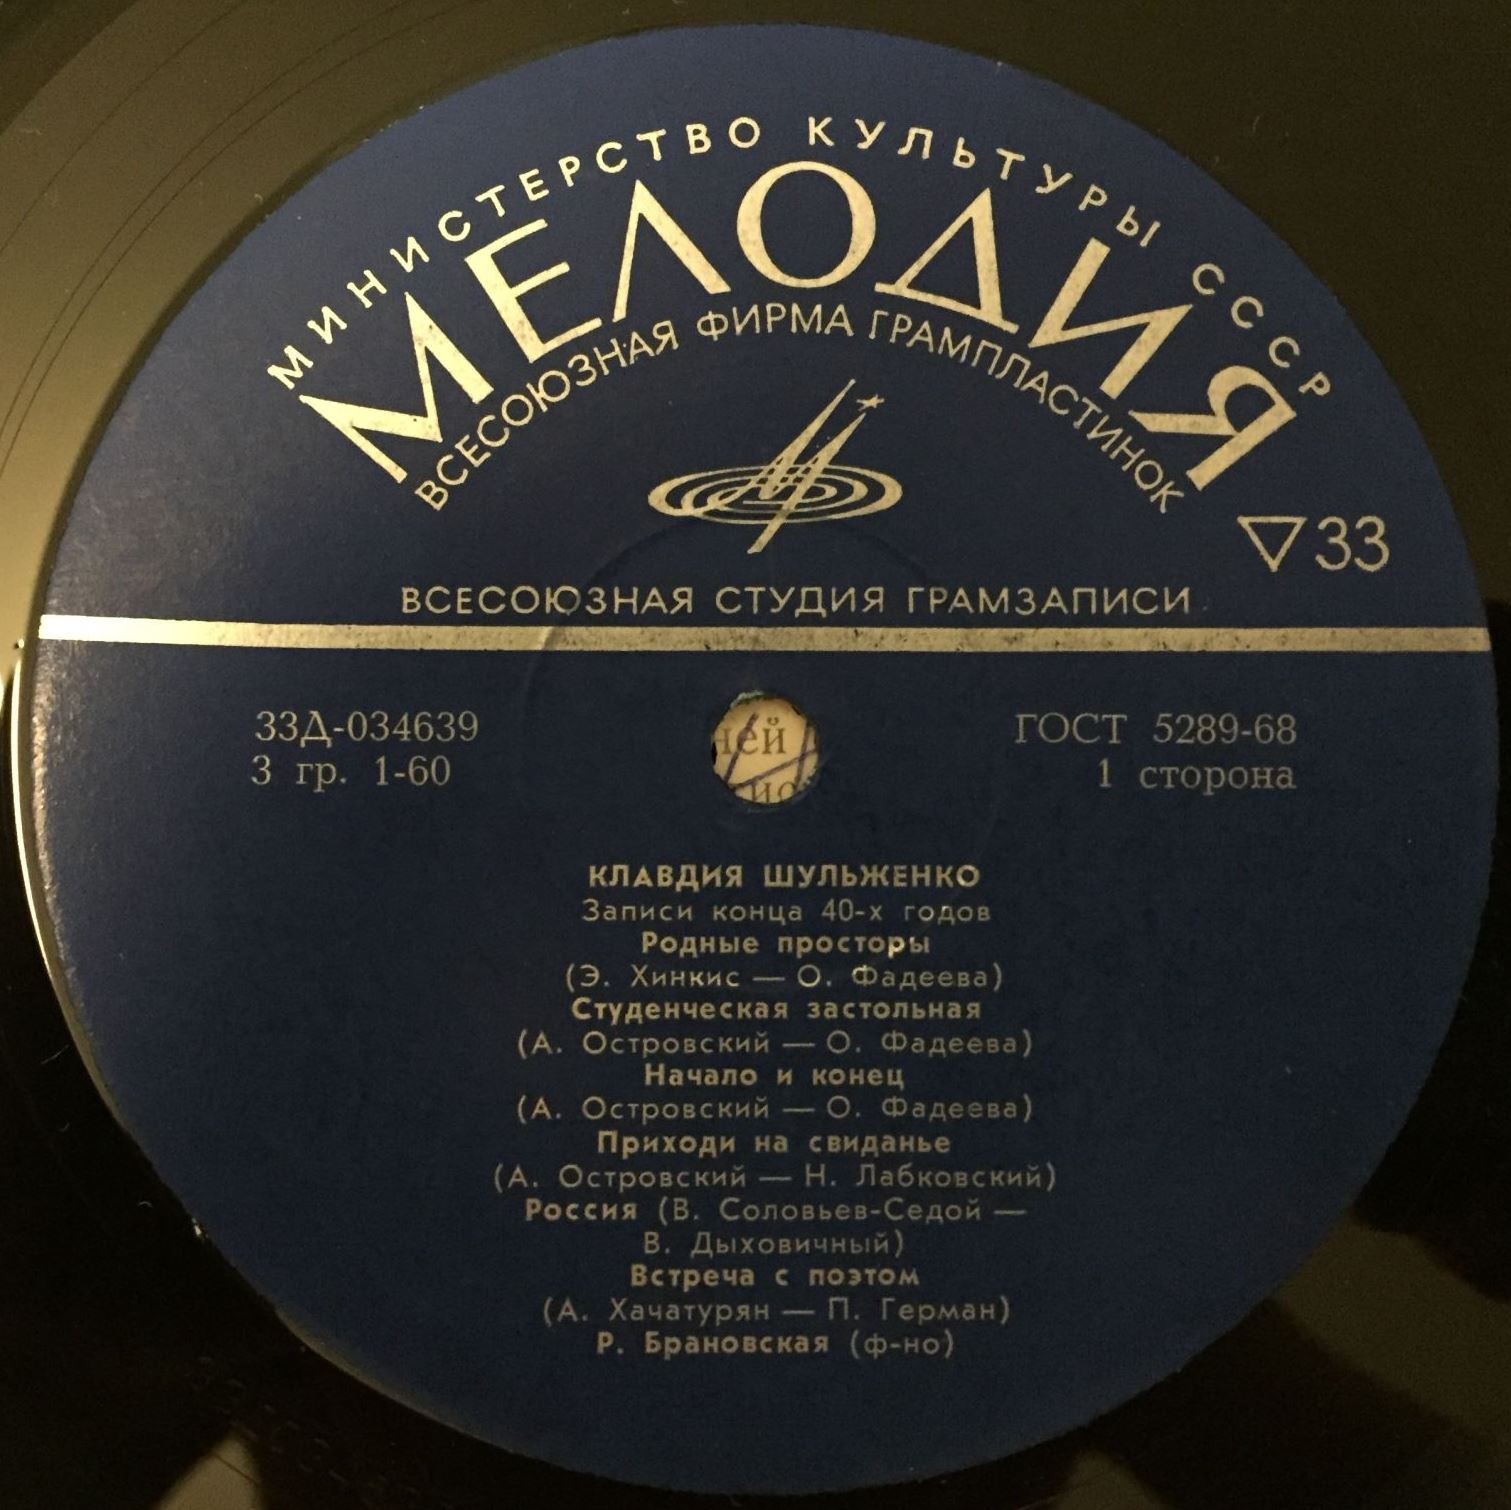 МИНИСТЕРСТВО КУЛЬТУРЫ СССР
МЕЛОДИЯ
ВСЕСОЮЗНАЯ ФИРМА ГРАМПЛАСТИНОК
33
ВСЕСОЮЗНАЯ СТУДИЯ ГРАМЗАПИСИ
33Д-034639
3 гр. 1-60
ГОСТ 5289-68
1 сторона
КЛАВДИЯ ШУЛЬЖЕНКО
Записи конца 40-х годов
Родные просторы
(Э. Хинкис — О. Фадеева)
Студенческая застольная
(А. Островский — О. Фадеева)
Начало и конец
(А. Островский — О. Фадеева)
Приходи на свиданье
(А. Островский — Н. Лабковский)
Россия (В. Соловьев-Седой —
В. Дыховичный)
Встреча с поэтом
(А. Хачатурян — П. Герман)
Р. Брановская (ф-но)